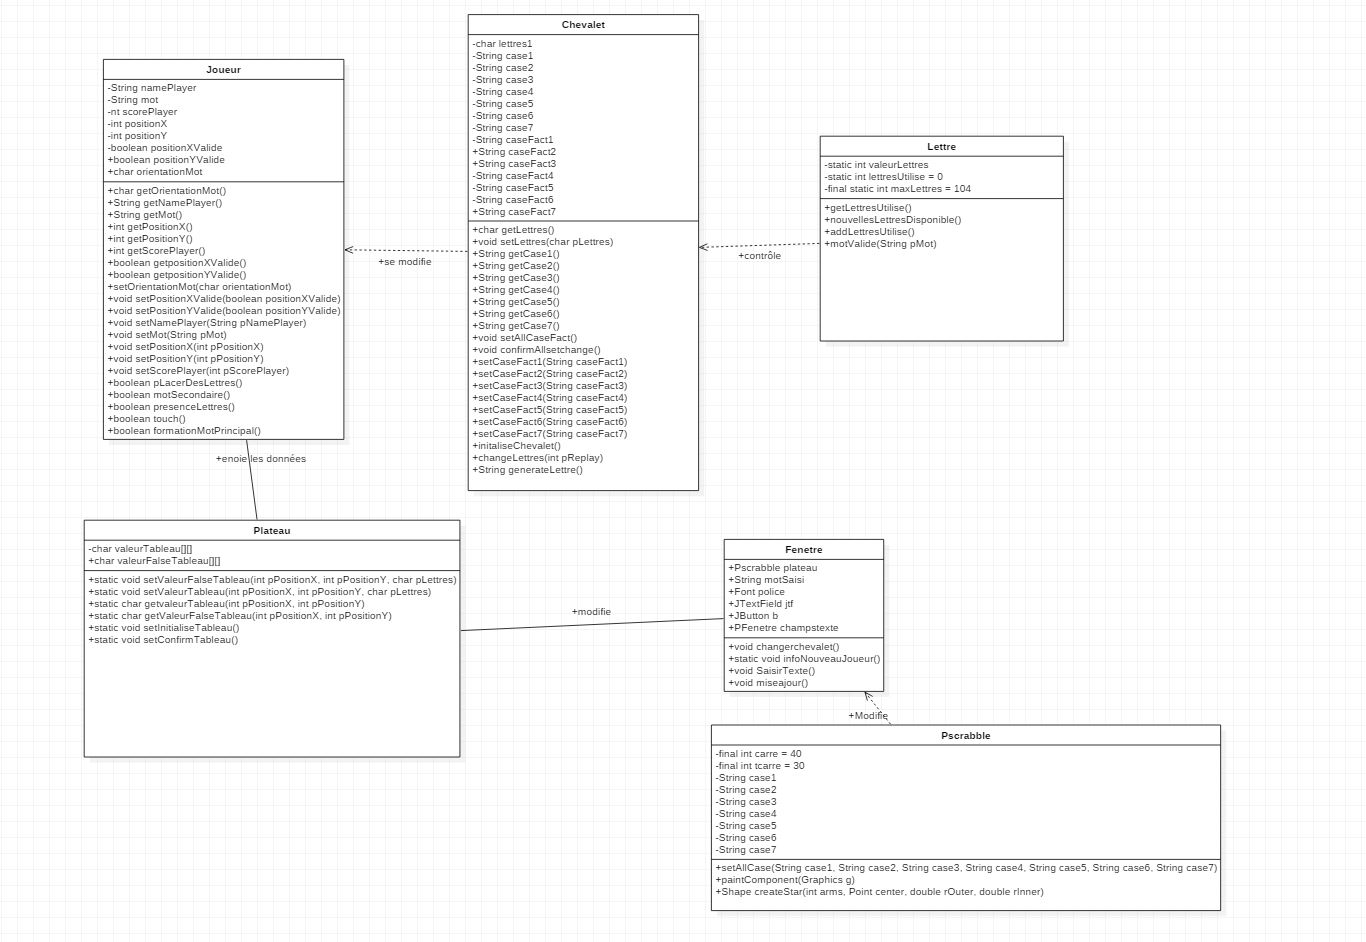 Joueur
-String namePlayer
-String mot
-nt scorePlayer
-int positionX
-int positionY
-boolean positionXValide
+boolean positionYValide
+char orientationMot
+char getOrientationMot()
+String getNamePlayer()
+String getMot()
+int getPositionX()
+int getPositionY()
+int getScorePlayer()
+boolean getpositionXValide()
+boolean getpositionYValide()
+setOrientationMot(char orientationMot)
+void setPositionXValide(boolean positionXValide)
+void setPositionYValide(boolean positionYValide)
+void setNamePlayer(String pNamePlayer)
+void setMot(String pMot)
+void setPositionX(int pPositionX)
+void setPositionY(int pPositionY)
+void setScorePlayer(int pScorePlayer)
+boolean pLacerDesLettres()
+boolean motSecondaire()
+boolean presenceLettres()
+boolean touch()
+boolean formationMotPrincipal()
+se modifie
Chevalet
-char lettres1
-String case1
-String case2
-String case3
-String case4
-String case5
-String case6
-String case7
-String caseFact1
+String caseFact2
+String caseFact3
-String caseFact4
-String caseFact5
-String caseFact6
+String caseFact7
+char getLettres()
+void setLettres(char pLettres)
+String getCase1()
+String getCase2()
+String getCase3()
+String getCase4()
+String getCase5()
+String getCase6()
+String getCase7()
+void setAllCaseFact()
+void confirmAllsetchange()
+setCaseFact1(String caseFact1)
+setCaseFact2(String caseFact2)
+setCaseFact3(String caseFact3)
+setCaseFact4(String caseFact4)
+setCaseFact5(String caseFact5)
+setCaseFact6(String caseFact6)
+setCaseFact7(String caseFact7)
+initaliseChevalet()
+changeLettres(int pReplay)
+String generateLettre()
+contrôle
Lettre
-static int valeurLettres
-static int lettresUtilise = 0
-final static int maxLettres = 104
+getLettresUtilise()
+nouvellesLettresDisponible()
+addLettresUtilise()
+motValide(String pMot)
+enoie les données
Plateau
-char valeurTableau[][]
+char valeurFalseTableau[][]
+static void setValeurFalseTableau(int pPositionX, int pPositionY, char pLettres)
+static void setValeurTableau(int pPositionX, int pPositionY, char pLettres)
+static char getvaleurTableau(int pPositionX, int pPositionY)
+static char getValeurFalseTableau(int pPositionX, int pPositionY)
+static void setInitialiseTableau()
+static void setConfirmTableau()
+modifie
Fenetre
+Pscrabble plateau
+String motSaisi
+Font police
+JTextField jtf
+JButton b
+PFenetre champstexte
+void changerchevalet()
+static void infoNouveauJoueur()
+void SaisirTexte()
+void miseajour()
+Modifie
Pscrabble
-final int carre = 40
-final int tcarre = 30
-String case1
-String case2
-String case3
-String case4
-String case5
-String case6
-String case7
+setAllCase(String case1, String case2, String case3, String case4, String case5, String case6, String case7)
+paintComponent(Graphics g)
+Shape createStar(int arms, Point center, double rOuter, double rInner)